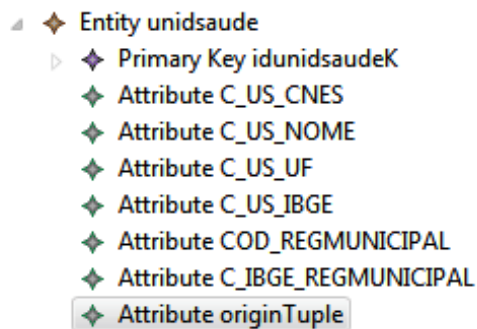 Entity unidsaude
Primary Key idunidsaudeK
Attribute C_US_CNES
Attribute C_US_NOME
Attribute C_US_UF
Attribute C_US_IBGE
Attribute COD_REGMUNICIPAL
Attribute C_IBGE_REGMUNICIPAL
Attribute originTuple